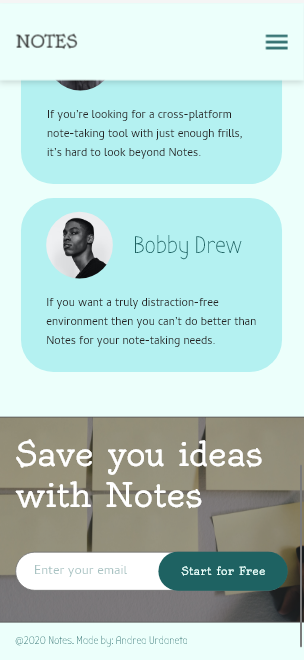 NOTES
If you're looking for a cross-platform
note-taking tool with just enough frills,
it's hard to look beyond Notes.
Bobby Drew
If you want a truly distraction-free
environment then you can't do better than
Notes for your note-taking needs.
Save you ideas
with Notes
Enter your email
Start for Free
@2020 Notes. Made by: Andrea Urdaneta